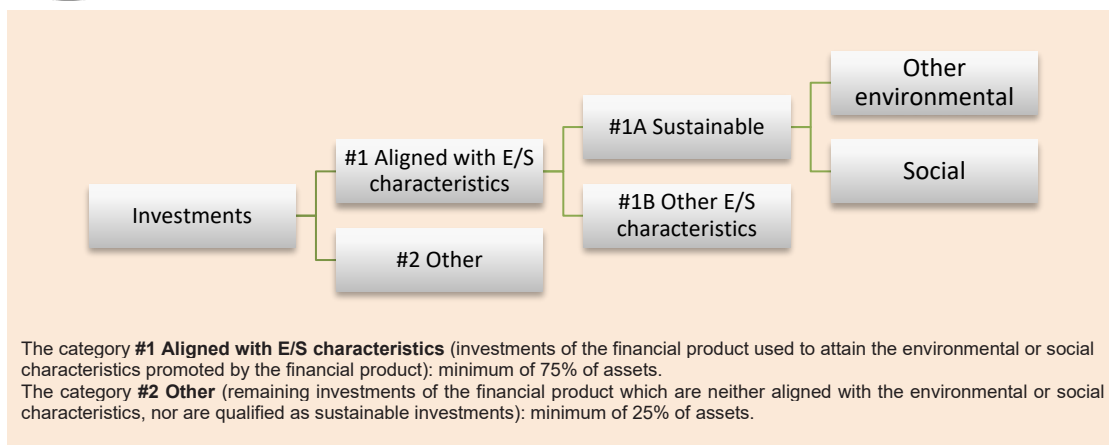 Other
environmental
#1A Sustainable
#1 Aligned with E/S
characteristics
Social
Investments
#1B Other E/S
characteristics
#2 Other
The category #1 Aligned with E/S characteristics (investments of the financial product used to attain the environmental or social
characteristics promoted by the financial product): minimum of 75% of assets.
The category #2 Other (remaining investments of the financial product which are neither aligned with the environmental or social
characteristics, nor are qualified as sustainable investments): minimum of 25% of assets.